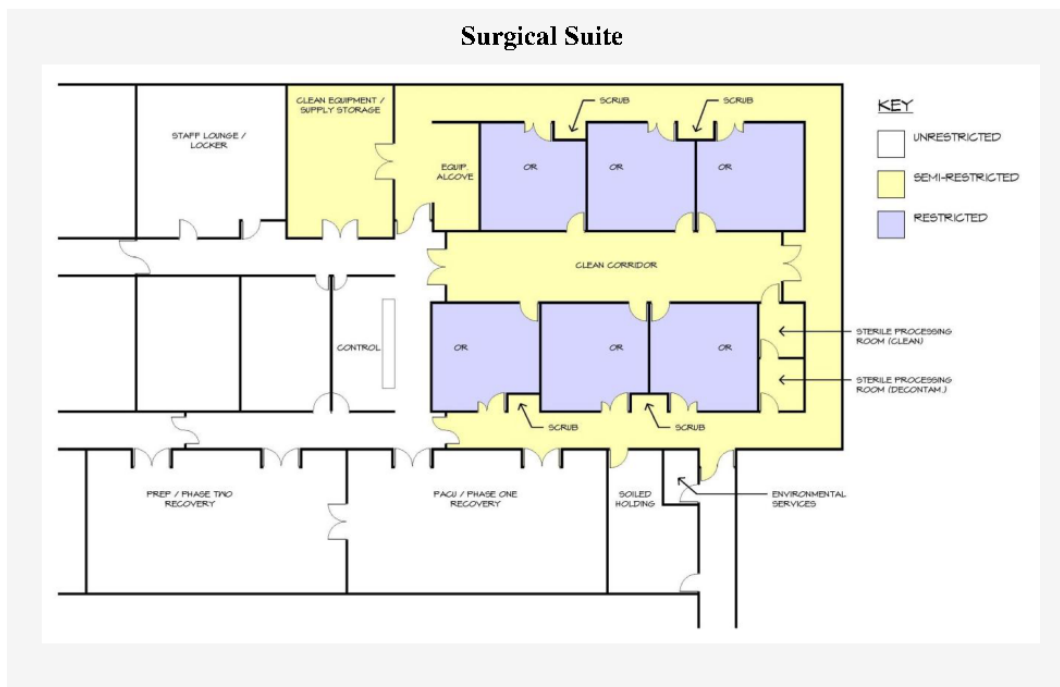 Surgical Suite
CLEAN EQUIPMENT /
SUPPLY STORAGE
STAFF LOUNGE /
LOCKER
SCRUB
SCRUB
KEY
UNRESTRICTED
SEMI-RESTRICTED
RESTRICTED
EQUIP.
ALCOVE
OR
OR
OR
CLEAN CORRIDOR
CONTROL
OR
OR
OR
STERILE PROCESSING
ROOM (CLEAN)
STERILE PROCESSING
ROOM (DECONTAM.)
SCRUB
SCRUB
PREP / PHASE TWO
RECOVERY
PACU / PHASE ONE
RECOVERY
SOILED
HOLDING
ENVIRONMENTAL
SERVICES